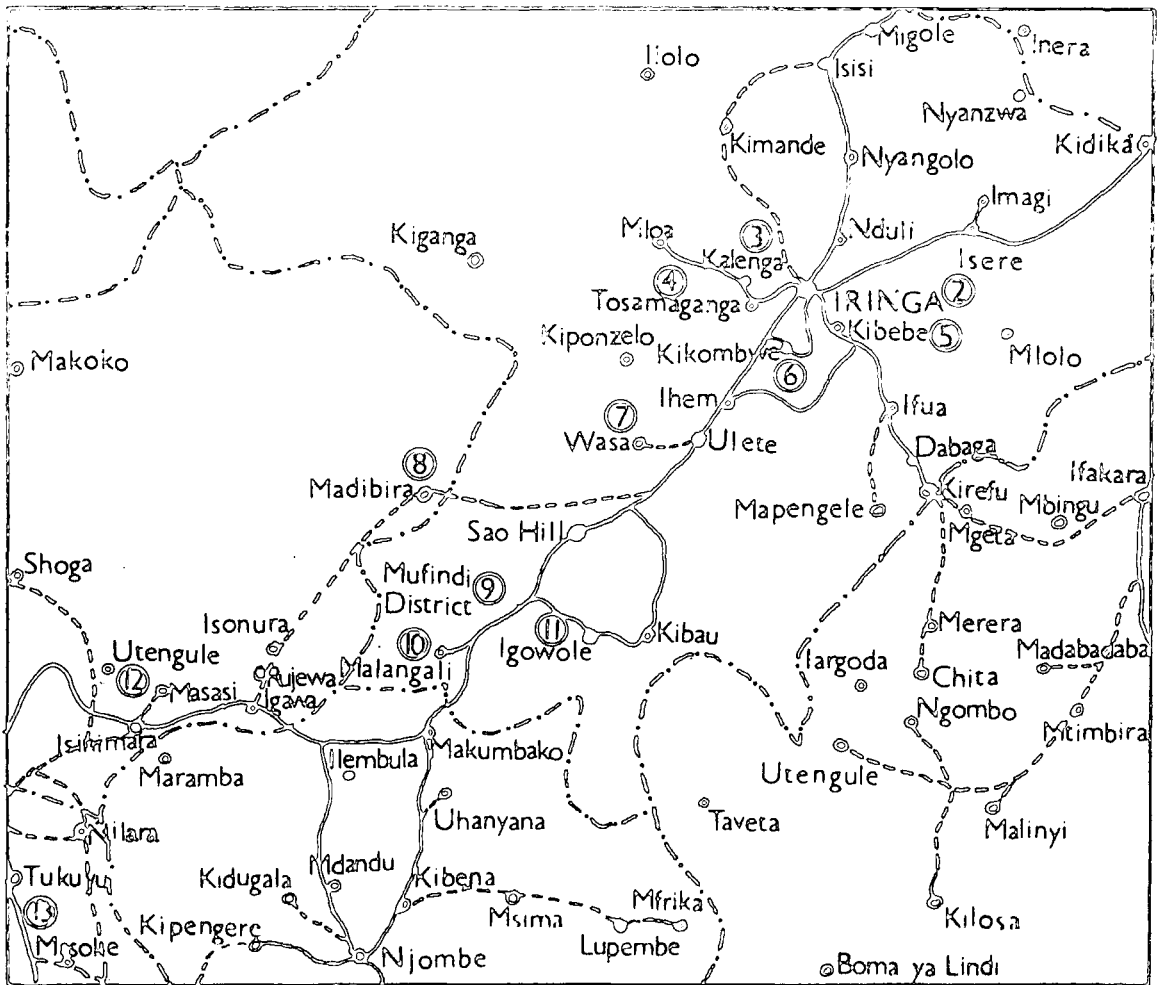 Migole
Inera
Ilolo
Isisi
Nyanzwa
Kimande
Nyangolo
Kidika
Imagi
Mloa
3
Nduli
Kiganga
Kalenga
Isere
4
Tosamaganga
IRINGA
2
Kiponzelo
Kikombwe
Kibebe
5
Mlolo
Makoko
6
Ihem
Ifua
7
Wasa
Ulete
Dabaga
8
Madibira
Kirefu
Ifakara
Mapengele
Mbingu
Mgeta
Sao Hill
Shoga
Mufindi
District
9
Isonura
10
11
Igowole
Kibau
Merera
Utengule
Malangali
Iargoda
Madabadaba
12
Masasi
Rujewa
Igawa
Chita
Ngombo
Mtimbira
Isimmara
Maramba
Ilembula
Makumbako
Utengule
Uhanyana
Taveta
Malinyi
Milara
Tukuyu
Kidugala
Mdandu
Kibena
Msima
Mfrika
13
Kipengere
Lupembe
Kilosa
Njombe
Boma ya Lindi